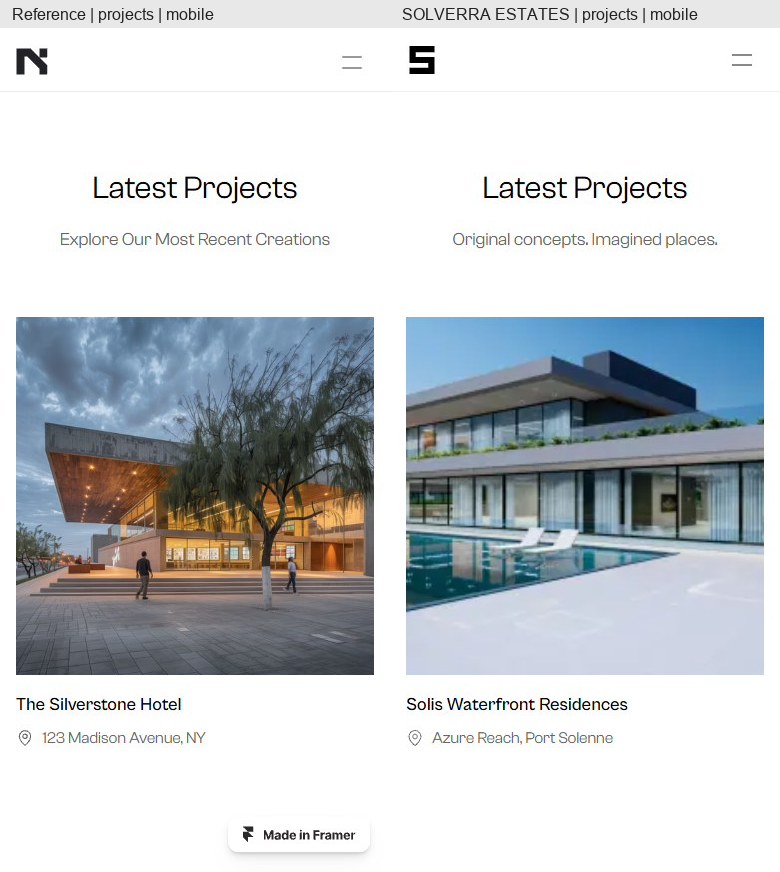 Reference | projects | mobile
SOLVERRA ESTATES | projects | mobile
N
S
Latest Projects
Explore Our Most Recent Creations
Latest Projects
Original concepts. Imagined places.
The Silverstone Hotel
123 Madison Avenue, NY
Solis Waterfront Residences
Azure Reach, Port Solenne
Made in Framer